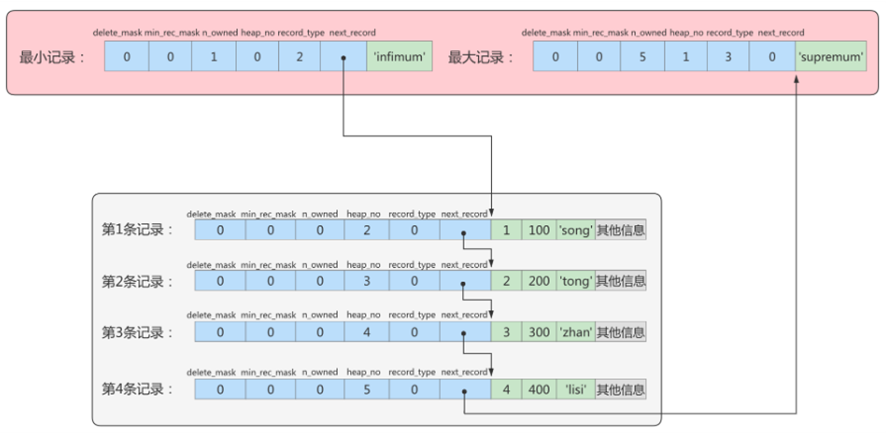 delete_mask min_rec_mask n_owned heap_no record_type next_record
最小记录： 0 0 1 0 2 'infimum'
delete_mask min_rec_mask n_owned heap_no record_type next_record
最大记录： 0 0 5 1 3 0 'supremum'
delete_mask min_rec_mask n_owned heap_no record_type next_record
第1条记录： 0 0 0 2 0 1 100 'song' 其他信息
delete_mask min_rec_mask n_owned heap_no record_type next_record
第2条记录： 0 0 0 3 0 2 200 'tong' 其他信息
delete_mask min_rec_mask n_owned heap_no record_type next_record
第3条记录： 0 0 0 4 0 3 300 'zhan' 其他信息
delete_mask min_rec_mask n_owned heap_no record_type next_record
第4条记录： 0 0 0 5 0 4 400 'lisi' 其他信息